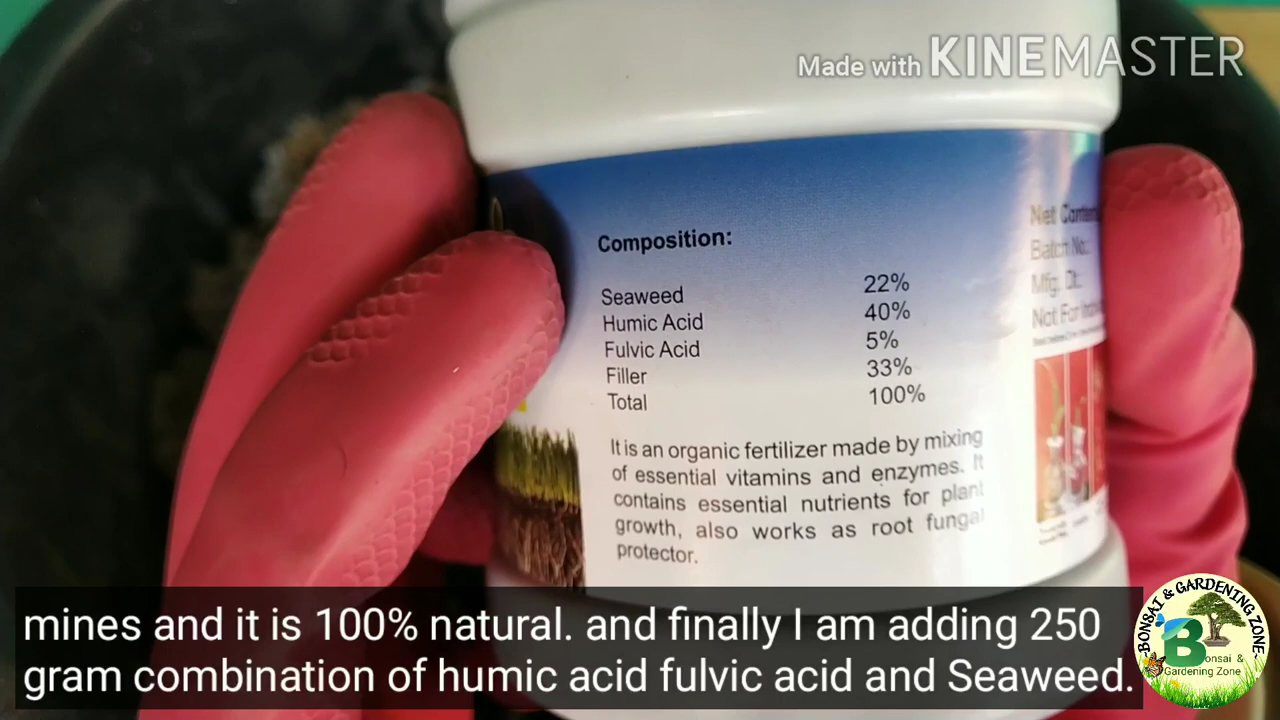 Made with KINEMASTER
Composition:
Seaweed 22%
Humic Acid 40%
Fulvic Acid 5%
Filler 33%
Total 100%
It is an organic fertilizer made by mixing
of essential vitamins and enzymes. It
contains essential nutrients for plant
growth, also works as root fungal
protector.
Net
Batch No.:
Mfg. Dt.:
Not For
mines and it is 100% natural. and finally I am adding 250
gram combination of humic acid fulvic acid and Seaweed.
BONSAI & GARDENING ZONE
B
onsai &
Gardening Zone